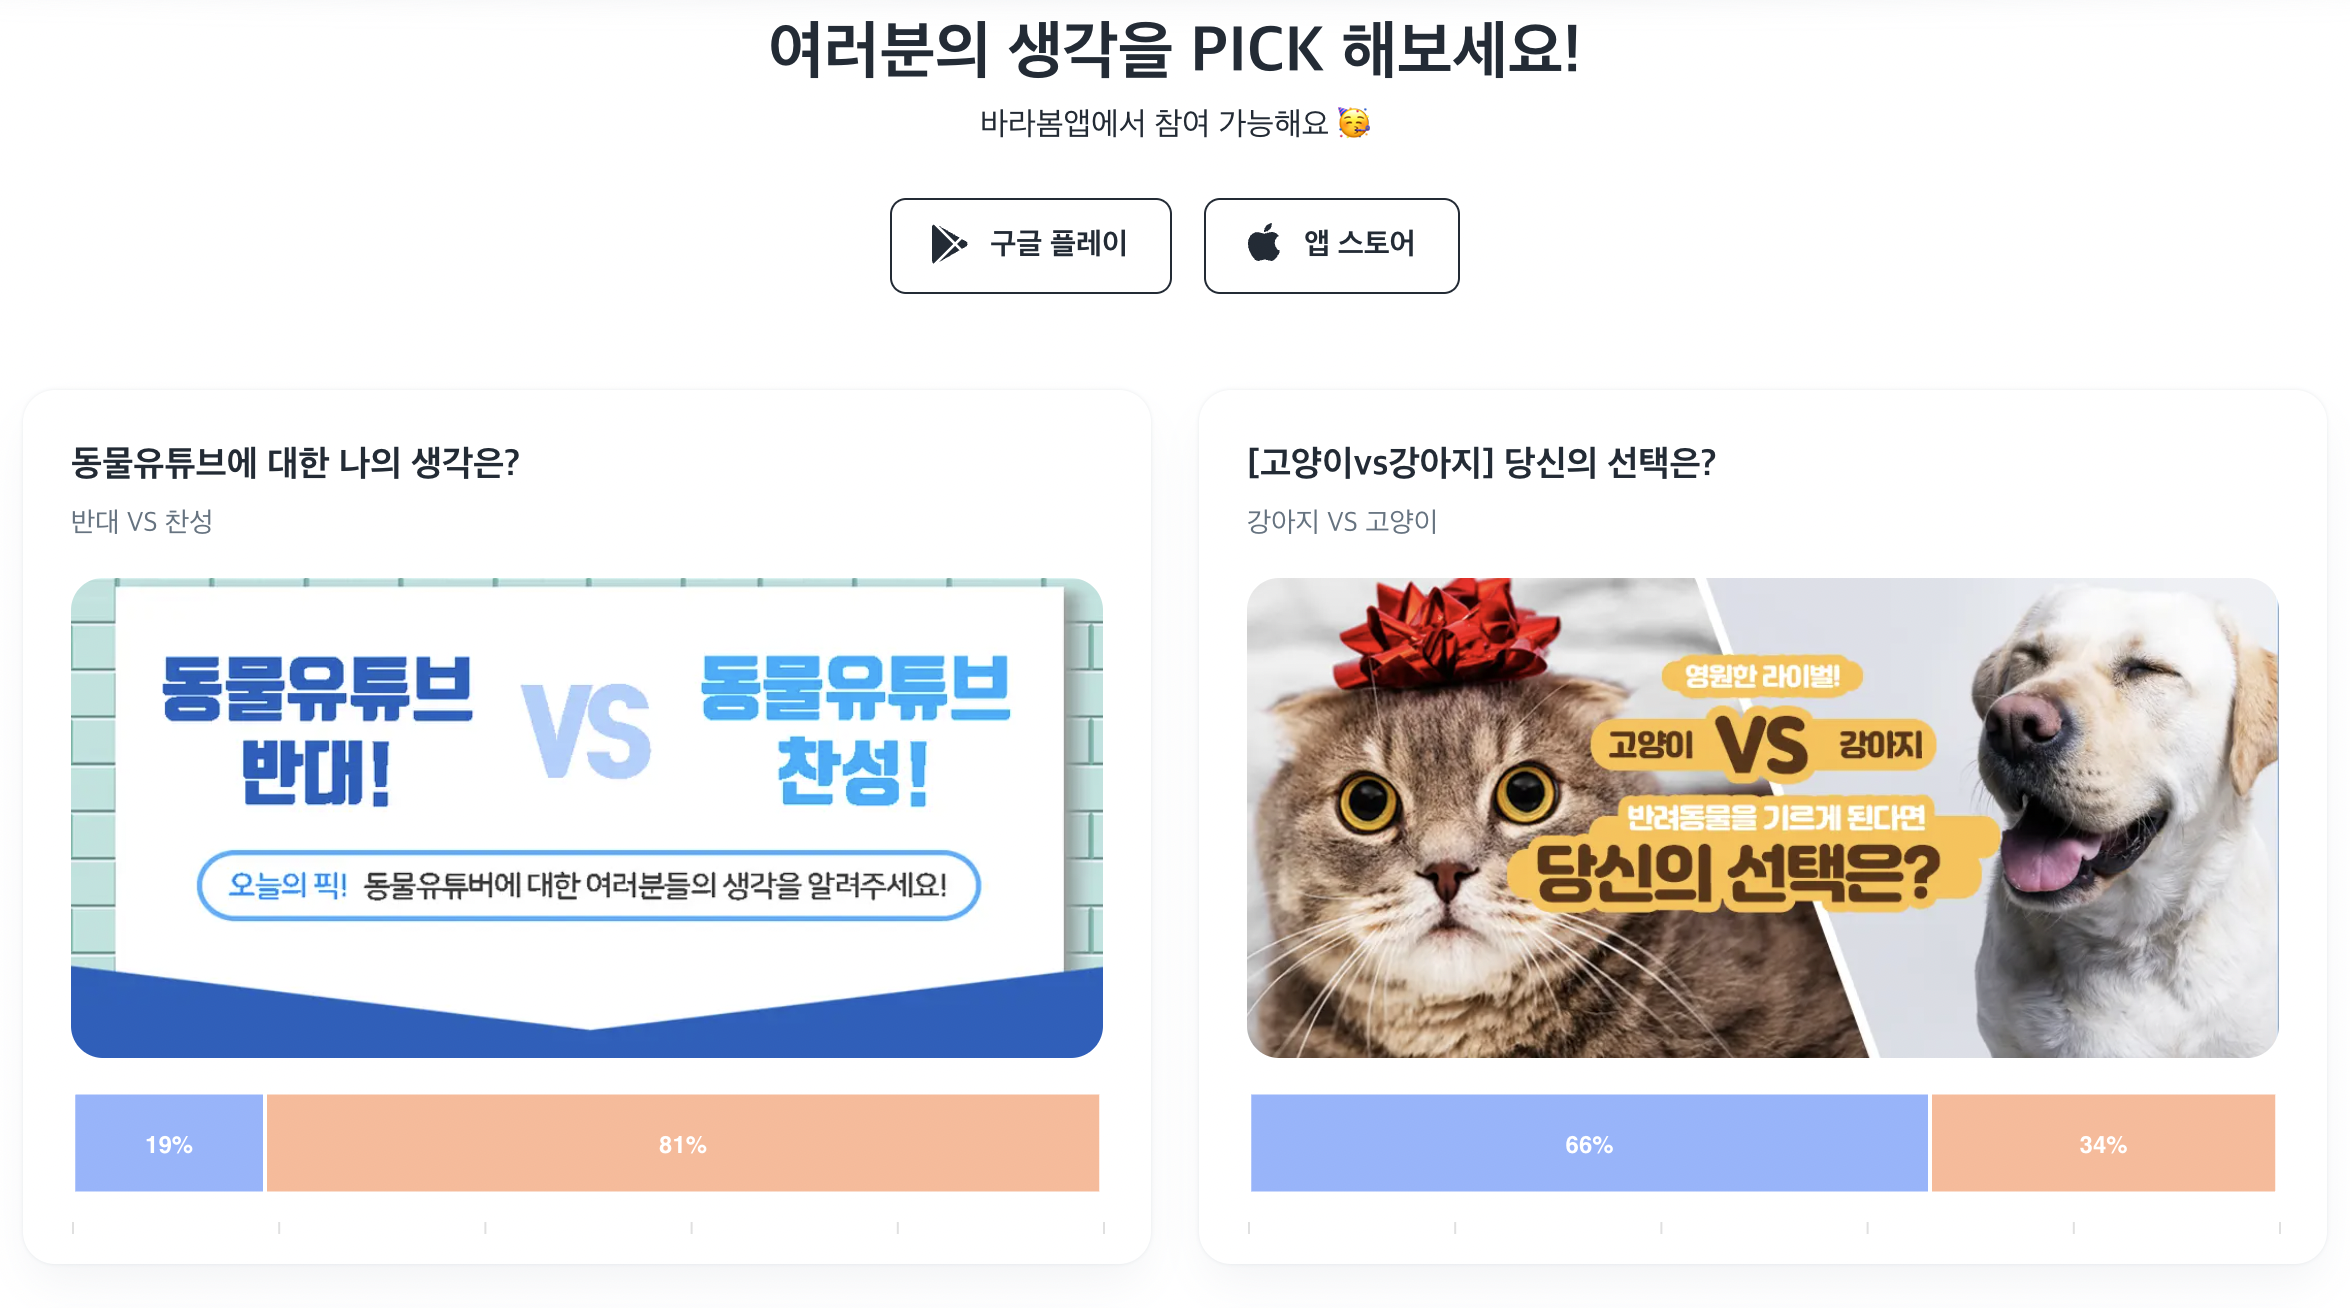 여러분의 생각을 PICK 해보세요!
바라봄앱에서 참여 가능해요 🥳
구글 플레이
앱 스토어
동물유튜브에 대한 나의 생각은?
반대 VS 찬성
동물유튜브
반대!
VS
동물유튜브
찬성!
오늘의 픽! 동물유튜버에 대한 여러분들의 생각을 알려주세요!
19%
81%
[고양이vs강아지] 당신의 선택은?
강아지 VS 고양이
영원한 라이벌!
고양이 VS 강아지
반려동물을 기르게 된다면
당신의 선택은?
66%
34%